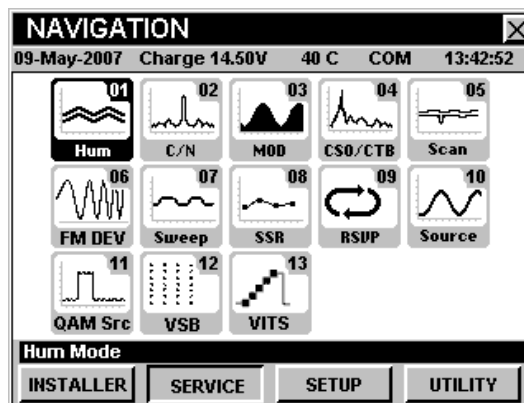 NAVIGATION
09-May-2007 Charge 14.50V 40 C COM 13:42:52
01 02 03 04 05
Hum C/N MOD CSO/CTB Scan
06 07 08 09 10
FM DEV Sweep SSR RSVP Source
11 12 13
QAM Src VSB VITS
Hum Mode
INSTALLER SERVICE SETUP UTILITY